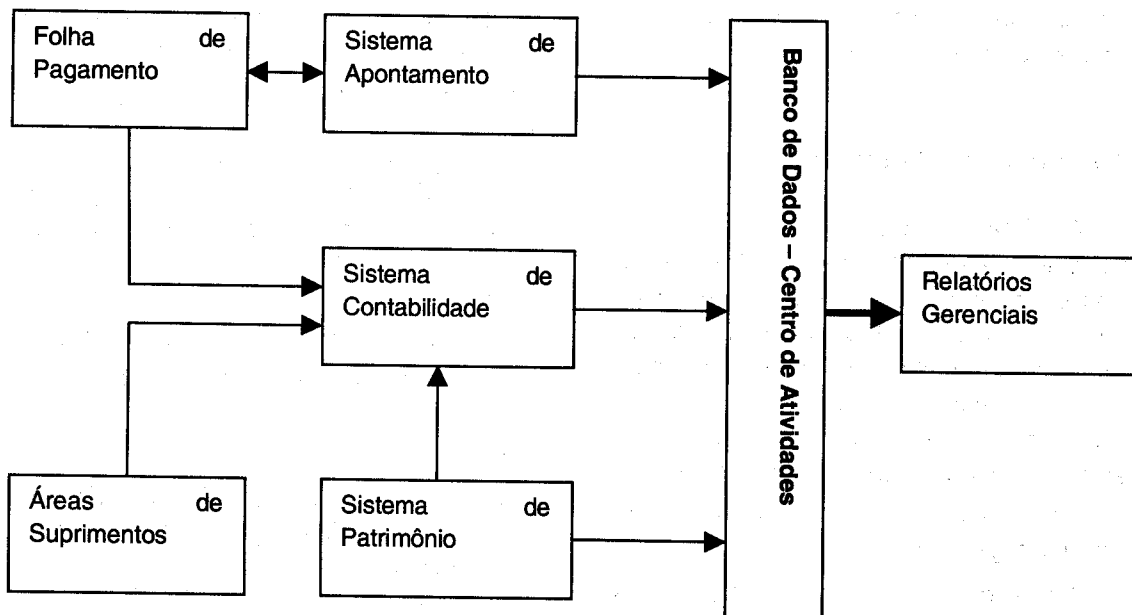 Folha de
Pagamento
Sistema de
Apontamento
Banco de Dados – Centro de Atividades
Sistema de
Contabilidade
Relatórios
Gerenciais
Áreas de
Suprimentos
Sistema de
Patrimônio